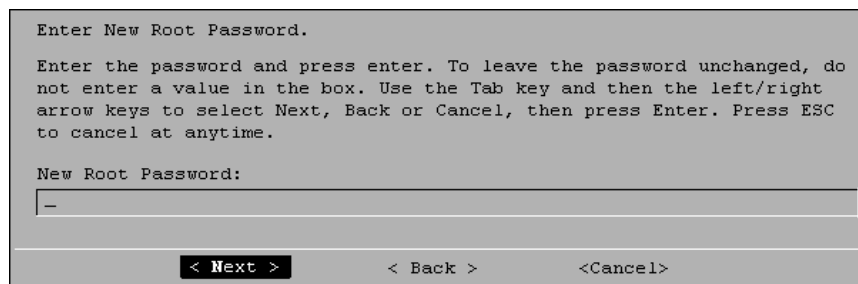 Enter New Root Password.
Enter the password and press enter. To leave the password unchanged, do
not enter a value in the box. Use the Tab key and then the left/right
arrow keys to select Next, Back or Cancel, then press Enter. Press ESC
to cancel at anytime.
New Root Password:
_
< Next > < Back > <Cancel>